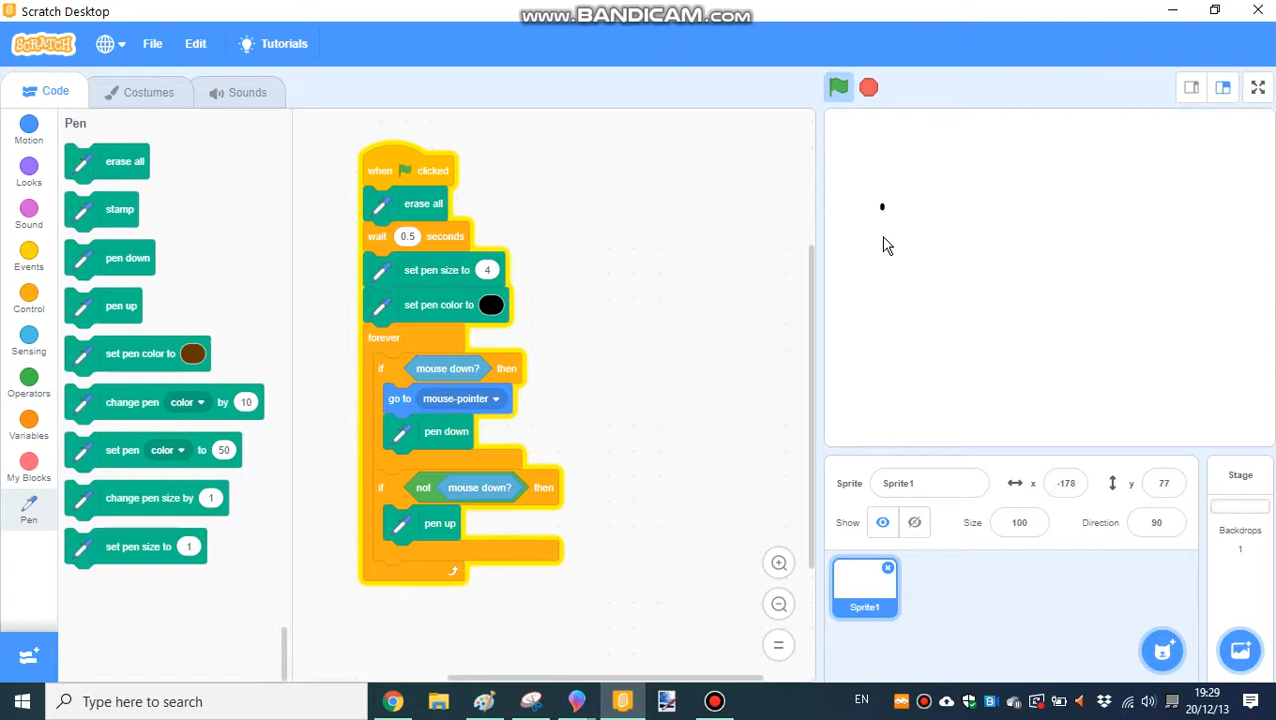 Scratch Desktop
www.BANDICAM.com
SCRATCH
File
Edit
Tutorials
Code
Costumes
Sounds
Motion
Looks
Sound
Events
Control
Sensing
Operators
Variables
My Blocks
Pen
Pen
erase all
stamp
pen down
pen up
set pen color to
change pen color by 10
set pen color to 50
change pen size by 1
set pen size to 1
when clicked
erase all
wait 0.5 seconds
set pen size to 4
set pen color to
forever
if mouse down? then
go to mouse-pointer
pen down
if not mouse down? then
pen up
Sprite Sprite1 x -178 y 77
Show Size 100 Direction 90
Sprite1
Stage
Backdrops
1
Type here to search
EN
19:29
20/12/13